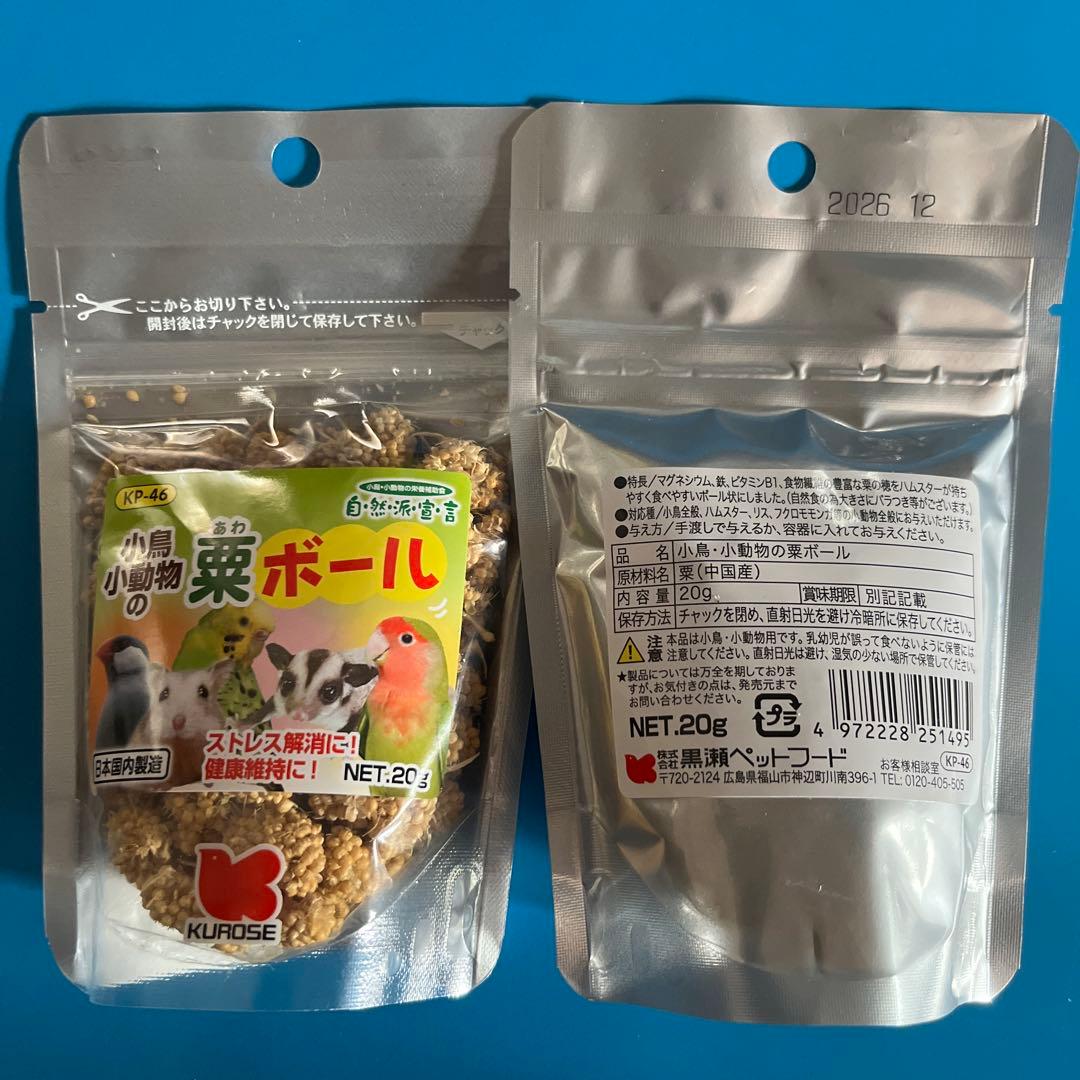 ここからお切り下さい。
開封後はチャックを閉じて保存して下さい。
チャック
KP-46
小鳥・小動物の栄養補助食
自・然・派・宣・言
小鳥
小動物
の
あわ
粟ボール
ストレス解消に！
健康維持に！
日本国内製造
NET.20g
KUROSE
2026 12
●特長／マグネシウム、鉄、ビタミンB1、食物繊維の豊富な粟の穂をハムスターが持ち
やすく食べやすいボール状にしました。(自然食の為大きさにバラつき等がございます。)
●対応種／小鳥全般、ハムスター、リス、フクロモモンガ等の小動物全般にお与えいただけます。
●与え方／手渡しで与えるか、容器に入れてお与えください。
品 名 小鳥・小動物の粟ボール
原材料名 粟(中国産)
内容量 20g 賞味期限 別記記載
保存方法 チャックを閉め、直射日光を避け冷暗所に保存してください。
注意 本品は小鳥・小動物用です。乳幼児が誤って食べないように保管には
注意してください。直射日光は避け、湿気の少ない場所で保管してください。
★製品については万全を期しておりま
すが、お気付きの点は、発売元まで
お問い合わせください。
NET.20g
プラ
4 972228 251495
株式会社 黒瀬ペットフード
お客様相談室 KP-46
〒720-2124 広島県福山市神辺町川南396-1 TEL: 0120-405-505